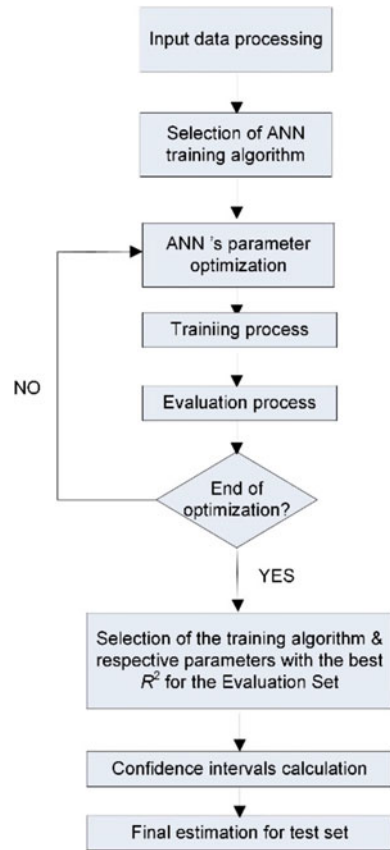 Input data processing
Selection of ANN
training algorithm
ANN 's parameter
optimization
Trainiing process
NO
Evaluation process
End of
optimization?
YES
Selection of the training algorithm &
respective parameters with the best
R² for the Evaluation Set
Confidence intervals calculation
Final estimation for test set